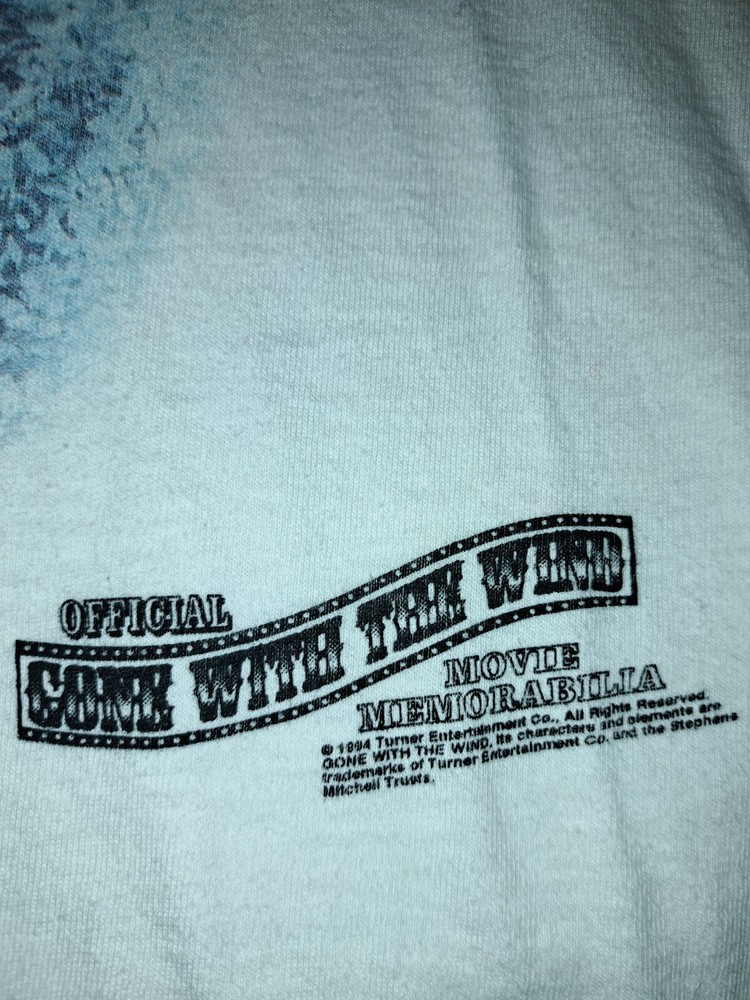 OFFICIAL
GONE WITH THE WIND
MOVIE
MEMORABILIA
© 1994 Turner Entertainment Co., All Rights Reserved.
GONE WITH THE WIND, its characters and elements are
trademarks of Turner Entertainment Co. and the Stephens
Mitchell Trusts.